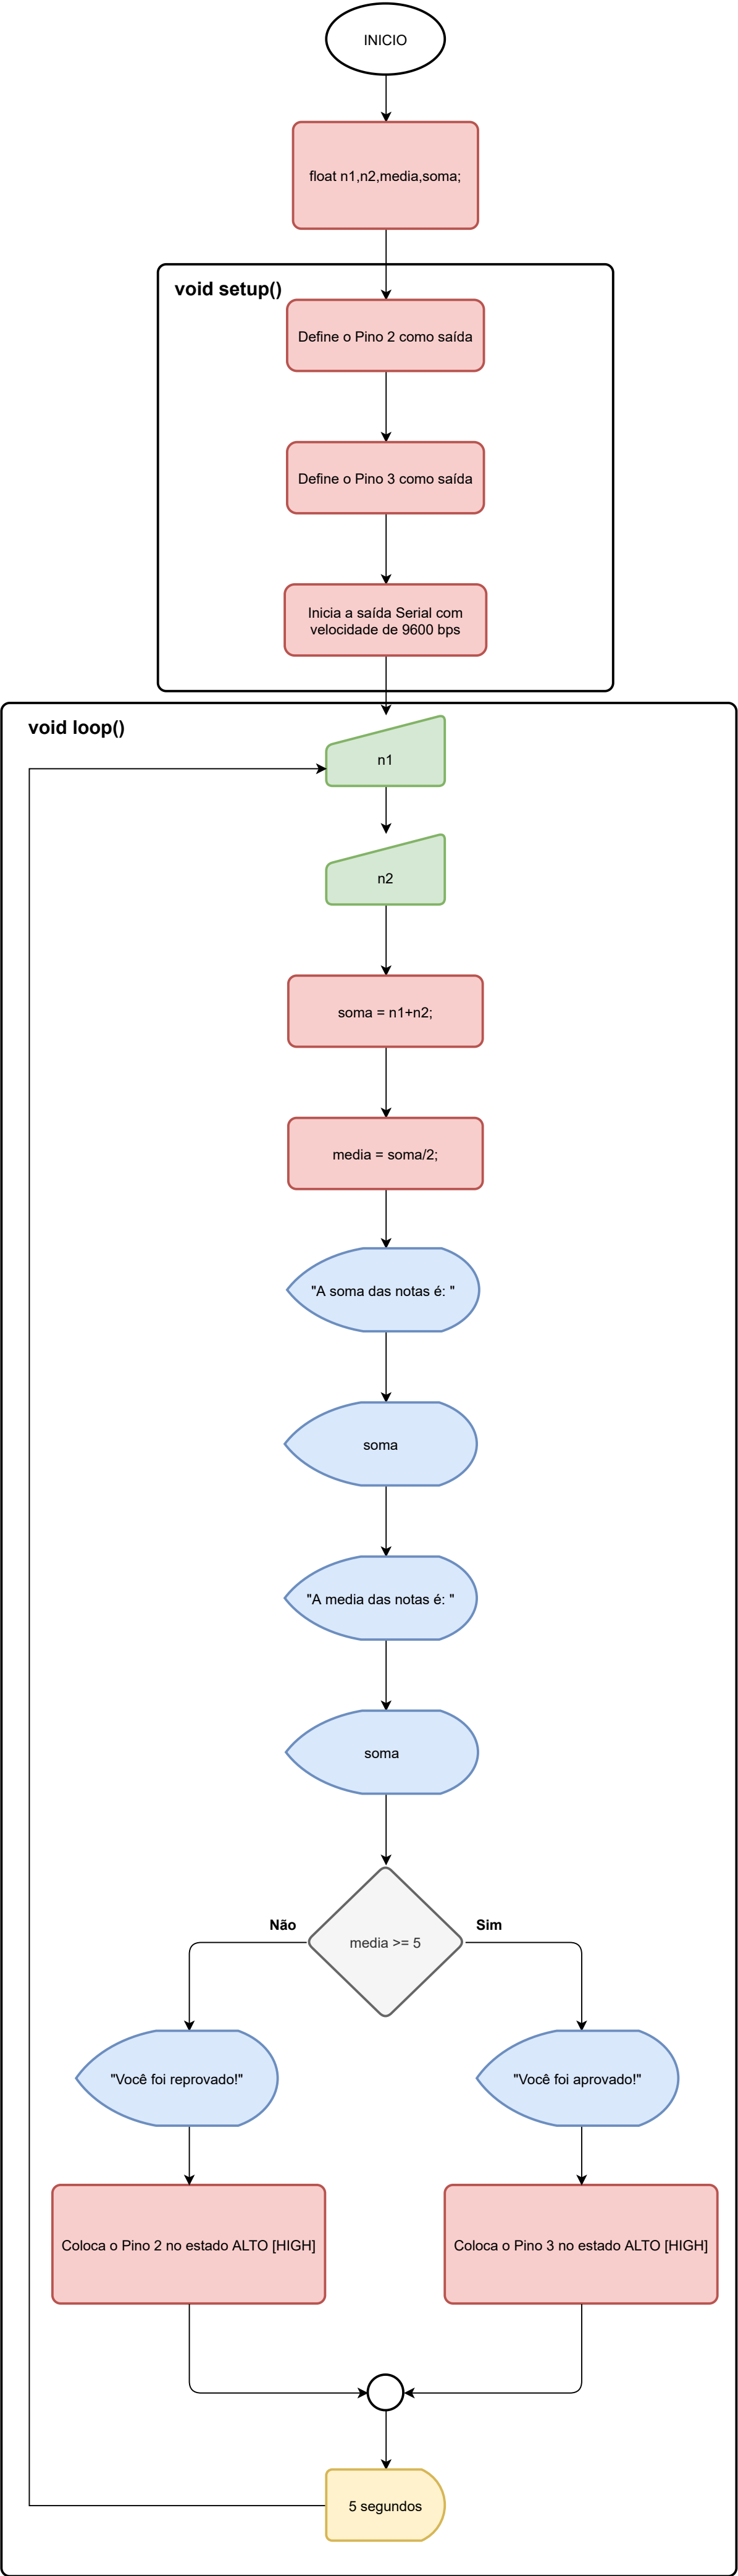 INICIO
float n1,n2,media,soma;
void setup()
Define o Pino 2 como saída
Define o Pino 3 como saída
Inicia a saída Serial com
velocidade de 9600 bps
void loop()
n1
n2
soma = n1+n2;
media = soma/2;
"A soma das notas é: "
soma
"A media das notas é: "
soma
Não
Sim
media >= 5
"Você foi reprovado!"
"Você foi aprovado!"
Coloca o Pino 2 no estado ALTO [HIGH]
Coloca o Pino 3 no estado ALTO [HIGH]
5 segundos